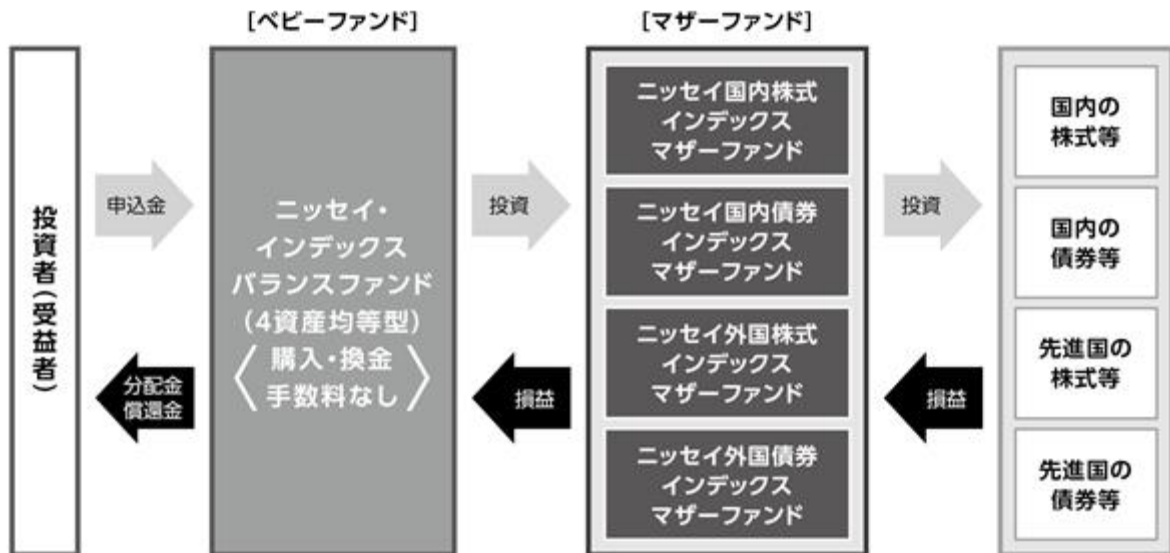 [ベビーファンド]
[マザーファンド]
投資者(受益者)
申込金
分配金
償還金
ニッセイ・
インデックス
バランスファンド
(4資産均等型)
〈購入・換金
手数料なし〉
投資
損益
ニッセイ国内株式
インデックス
マザーファンド
ニッセイ国内債券
インデックス
マザーファンド
ニッセイ外国株式
インデックス
マザーファンド
ニッセイ外国債券
インデックス
マザーファンド
投資
損益
国内の
株式等
国内の
債券等
先進国の
株式等
先進国の
債券等